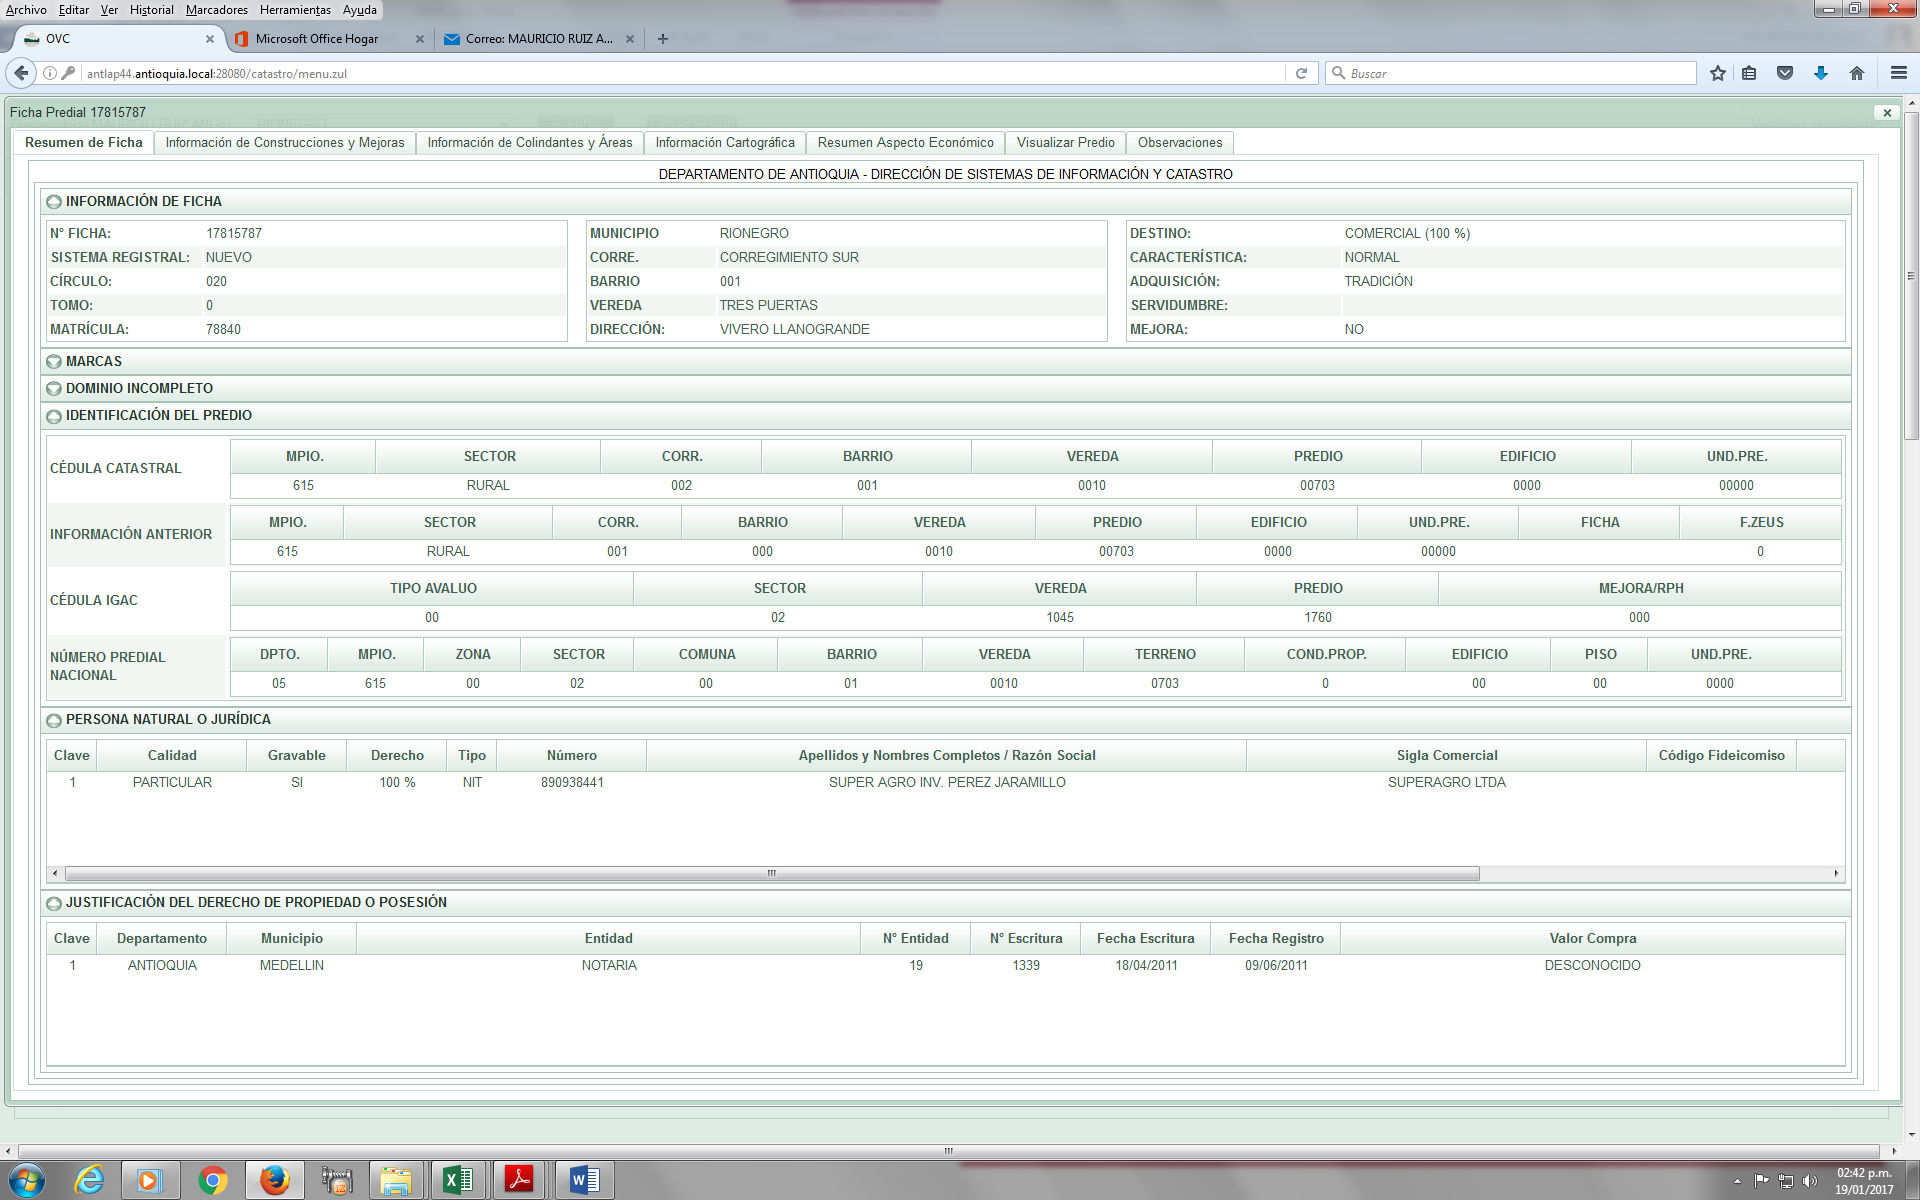 Archivo Editar Ver Historial Marcadores Herramientas Ayuda
OVC Microsoft Office Hogar Correo: MAURICIO RUIZ A...
antlap44.antioquia.local:28080/catastro/menu.zul Buscar
Ficha Predial 17815787
Resumen de Ficha Información de Construcciones y Mejoras Información de Colindantes y Áreas Información Cartográfica Resumen Aspecto Económico Visualizar Predio Observaciones
DEPARTAMENTO DE ANTIOQUIA - DIRECCIÓN DE SISTEMAS DE INFORMACIÓN Y CATASTRO
INFORMACIÓN DE FICHA
N° FICHA: 17815787 MUNICIPIO RIONEGRO DESTINO: COMERCIAL (100 %)
SISTEMA REGISTRAL: NUEVO CORRE. CORREGIMIENTO SUR CARACTERÍSTICA: NORMAL
CÍRCULO: 020 BARRIO 001 ADQUISICIÓN: TRADICIÓN
TOMO: 0 VEREDA TRES PUERTAS SERVIDUMBRE:
MATRÍCULA: 78840 DIRECCIÓN: VIVERO LLANOGRANDE MEJORA: NO
MARCAS
DOMINIO INCOMPLETO
IDENTIFICACIÓN DEL PREDIO
CÉDULA CATASTRAL
MPIO. SECTOR CORR. BARRIO VEREDA PREDIO EDIFICIO UND.PRE.
615 RURAL 002 001 0010 00703 0000 00000
INFORMACIÓN ANTERIOR
MPIO. SECTOR CORR. BARRIO VEREDA PREDIO EDIFICIO UND.PRE. FICHA F.ZEUS
615 RURAL 001 000 0010 00703 0000 00000 0
CÉDULA IGAC
TIPO AVALUO SECTOR VEREDA PREDIO MEJORA/RPH
00 02 1045 1760 000
NÚMERO PREDIAL
NACIONAL
DPTO. MPIO. ZONA SECTOR COMUNA BARRIO VEREDA TERRENO COND.PROP. EDIFICIO PISO UND.PRE.
05 615 00 02 00 01 0010 0703 0 00 00 0000
PERSONA NATURAL O JURÍDICA
Clave Calidad Gravable Derecho Tipo Número Apellidos y Nombres Completos / Razón Social Sigla Comercial Código Fideicomiso
1 PARTICULAR SI 100 % NIT 890938441 SUPER AGRO INV. PEREZ JARAMILLO SUPERAGRO LTDA
JUSTIFICACIÓN DEL DERECHO DE PROPIEDAD O POSESIÓN
Clave Departamento Municipio Entidad N° Entidad N° Escritura Fecha Escritura Fecha Registro Valor Compra
1 ANTIOQUIA MEDELLIN NOTARIA 19 1339 18/04/2011 09/06/2011 DESCONOCIDO
02:42 p.m.
19/01/2017